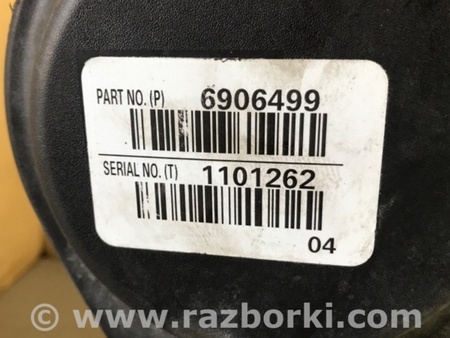 PART NO. (P) 6906499
SERIAL NO. (T) 1101262
04
© www.razborki.com